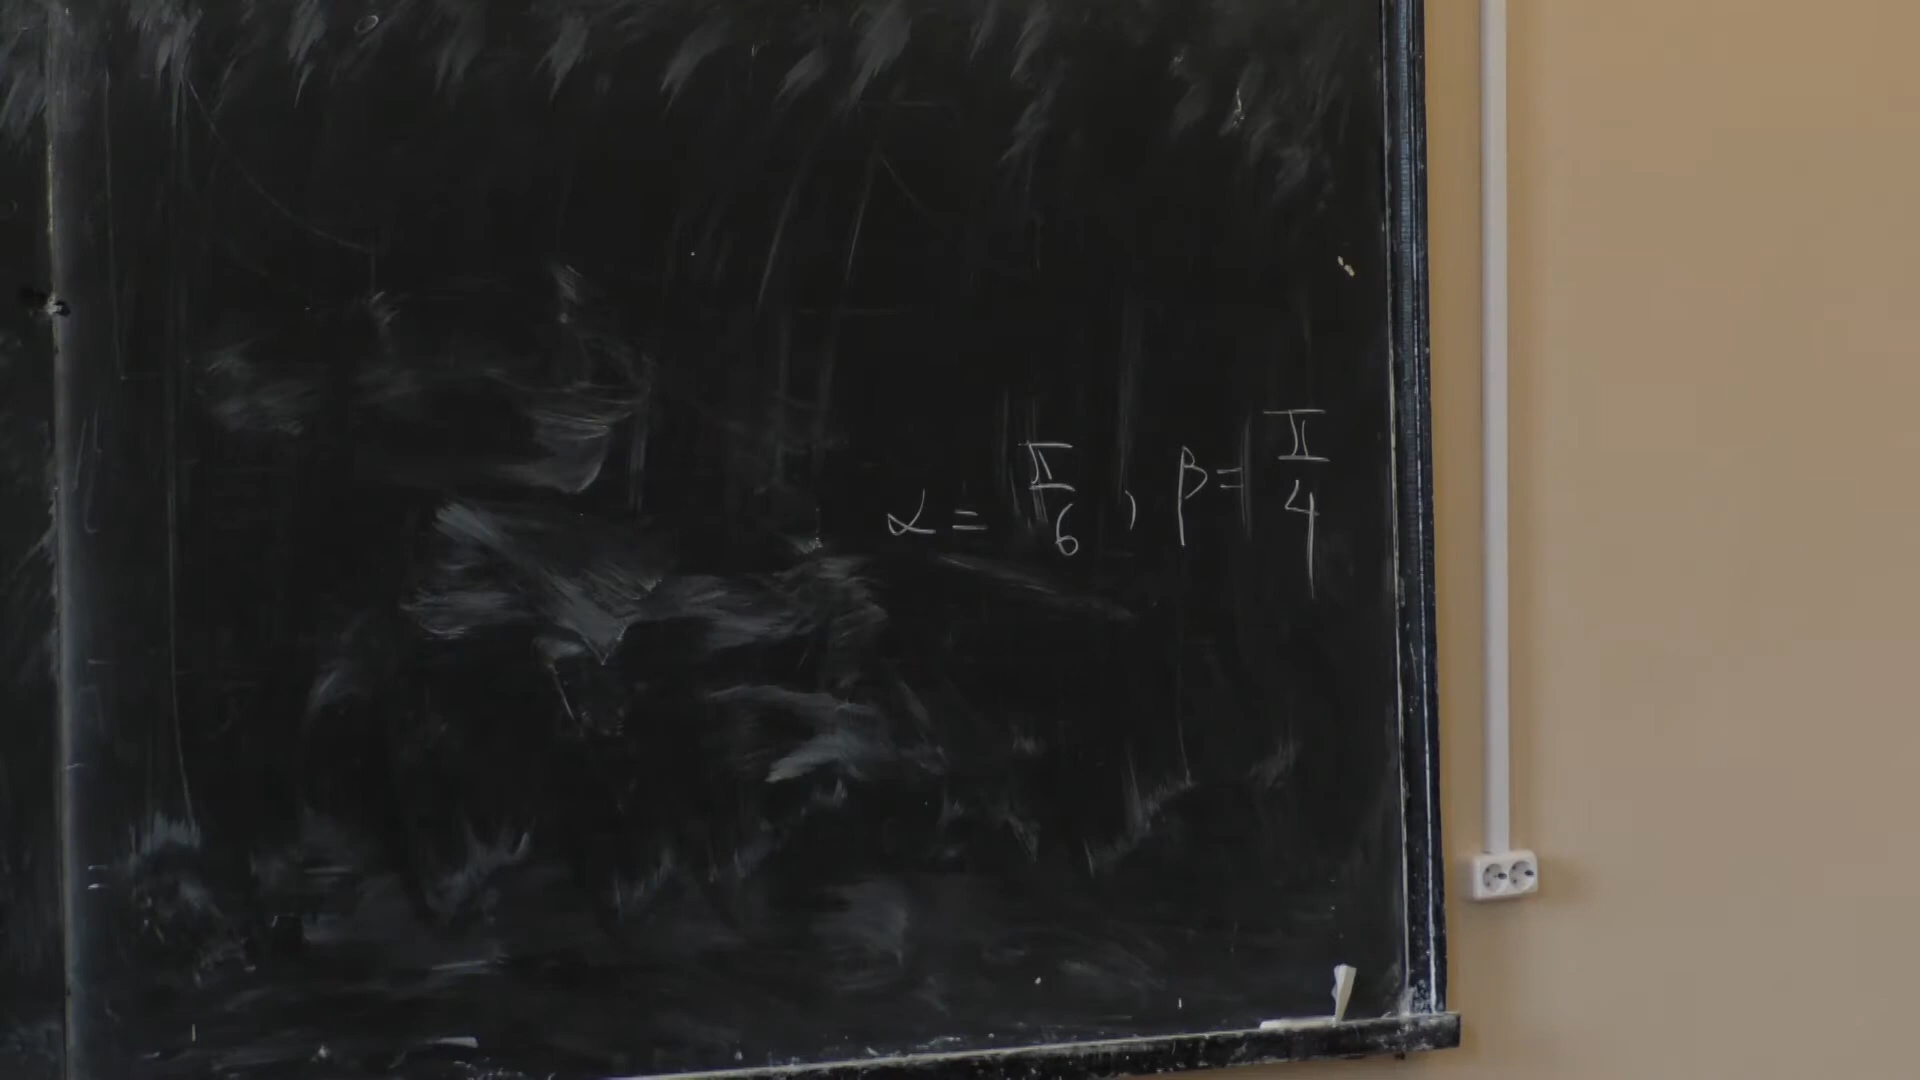 α = π/6 , β = π/4